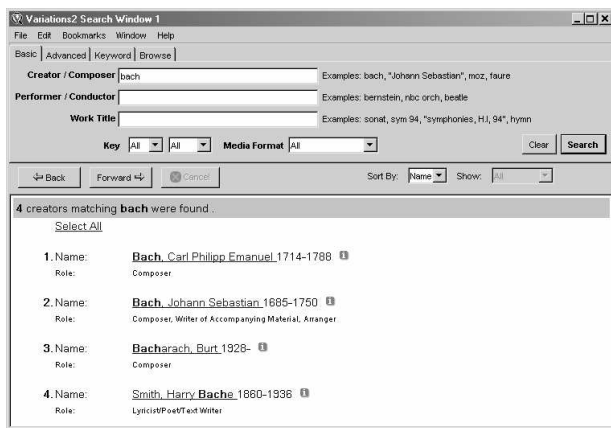 Variations2 Search Window 1
File Edit Bookmarks Window Help
Basic Advanced Keyword Browse
Creator / Composer bach Examples: bach, "Johann Sebastian", moz, faure
Performer / Conductor Examples: bernstein, nbc orch, beatle
Work Title Examples: sonat, sym 94, "symphonies, H.I, 94", hymn
Key All All Media Format All Clear Search
Back Forward Cancel Sort By: Name Show: All
4 creators matching bach were found .
Select All
1. Name: Bach, Carl Philipp Emanuel 1714-1788
Role: Composer
2. Name: Bach, Johann Sebastian 1685-1750
Role: Composer, Writer of Accompanying Material, Arranger
3. Name: Bacharach, Burt 1928-
Role: Composer
4. Name: Smith, Harry Bache 1860-1936
Role: Lyricist/Poet/Text Writer